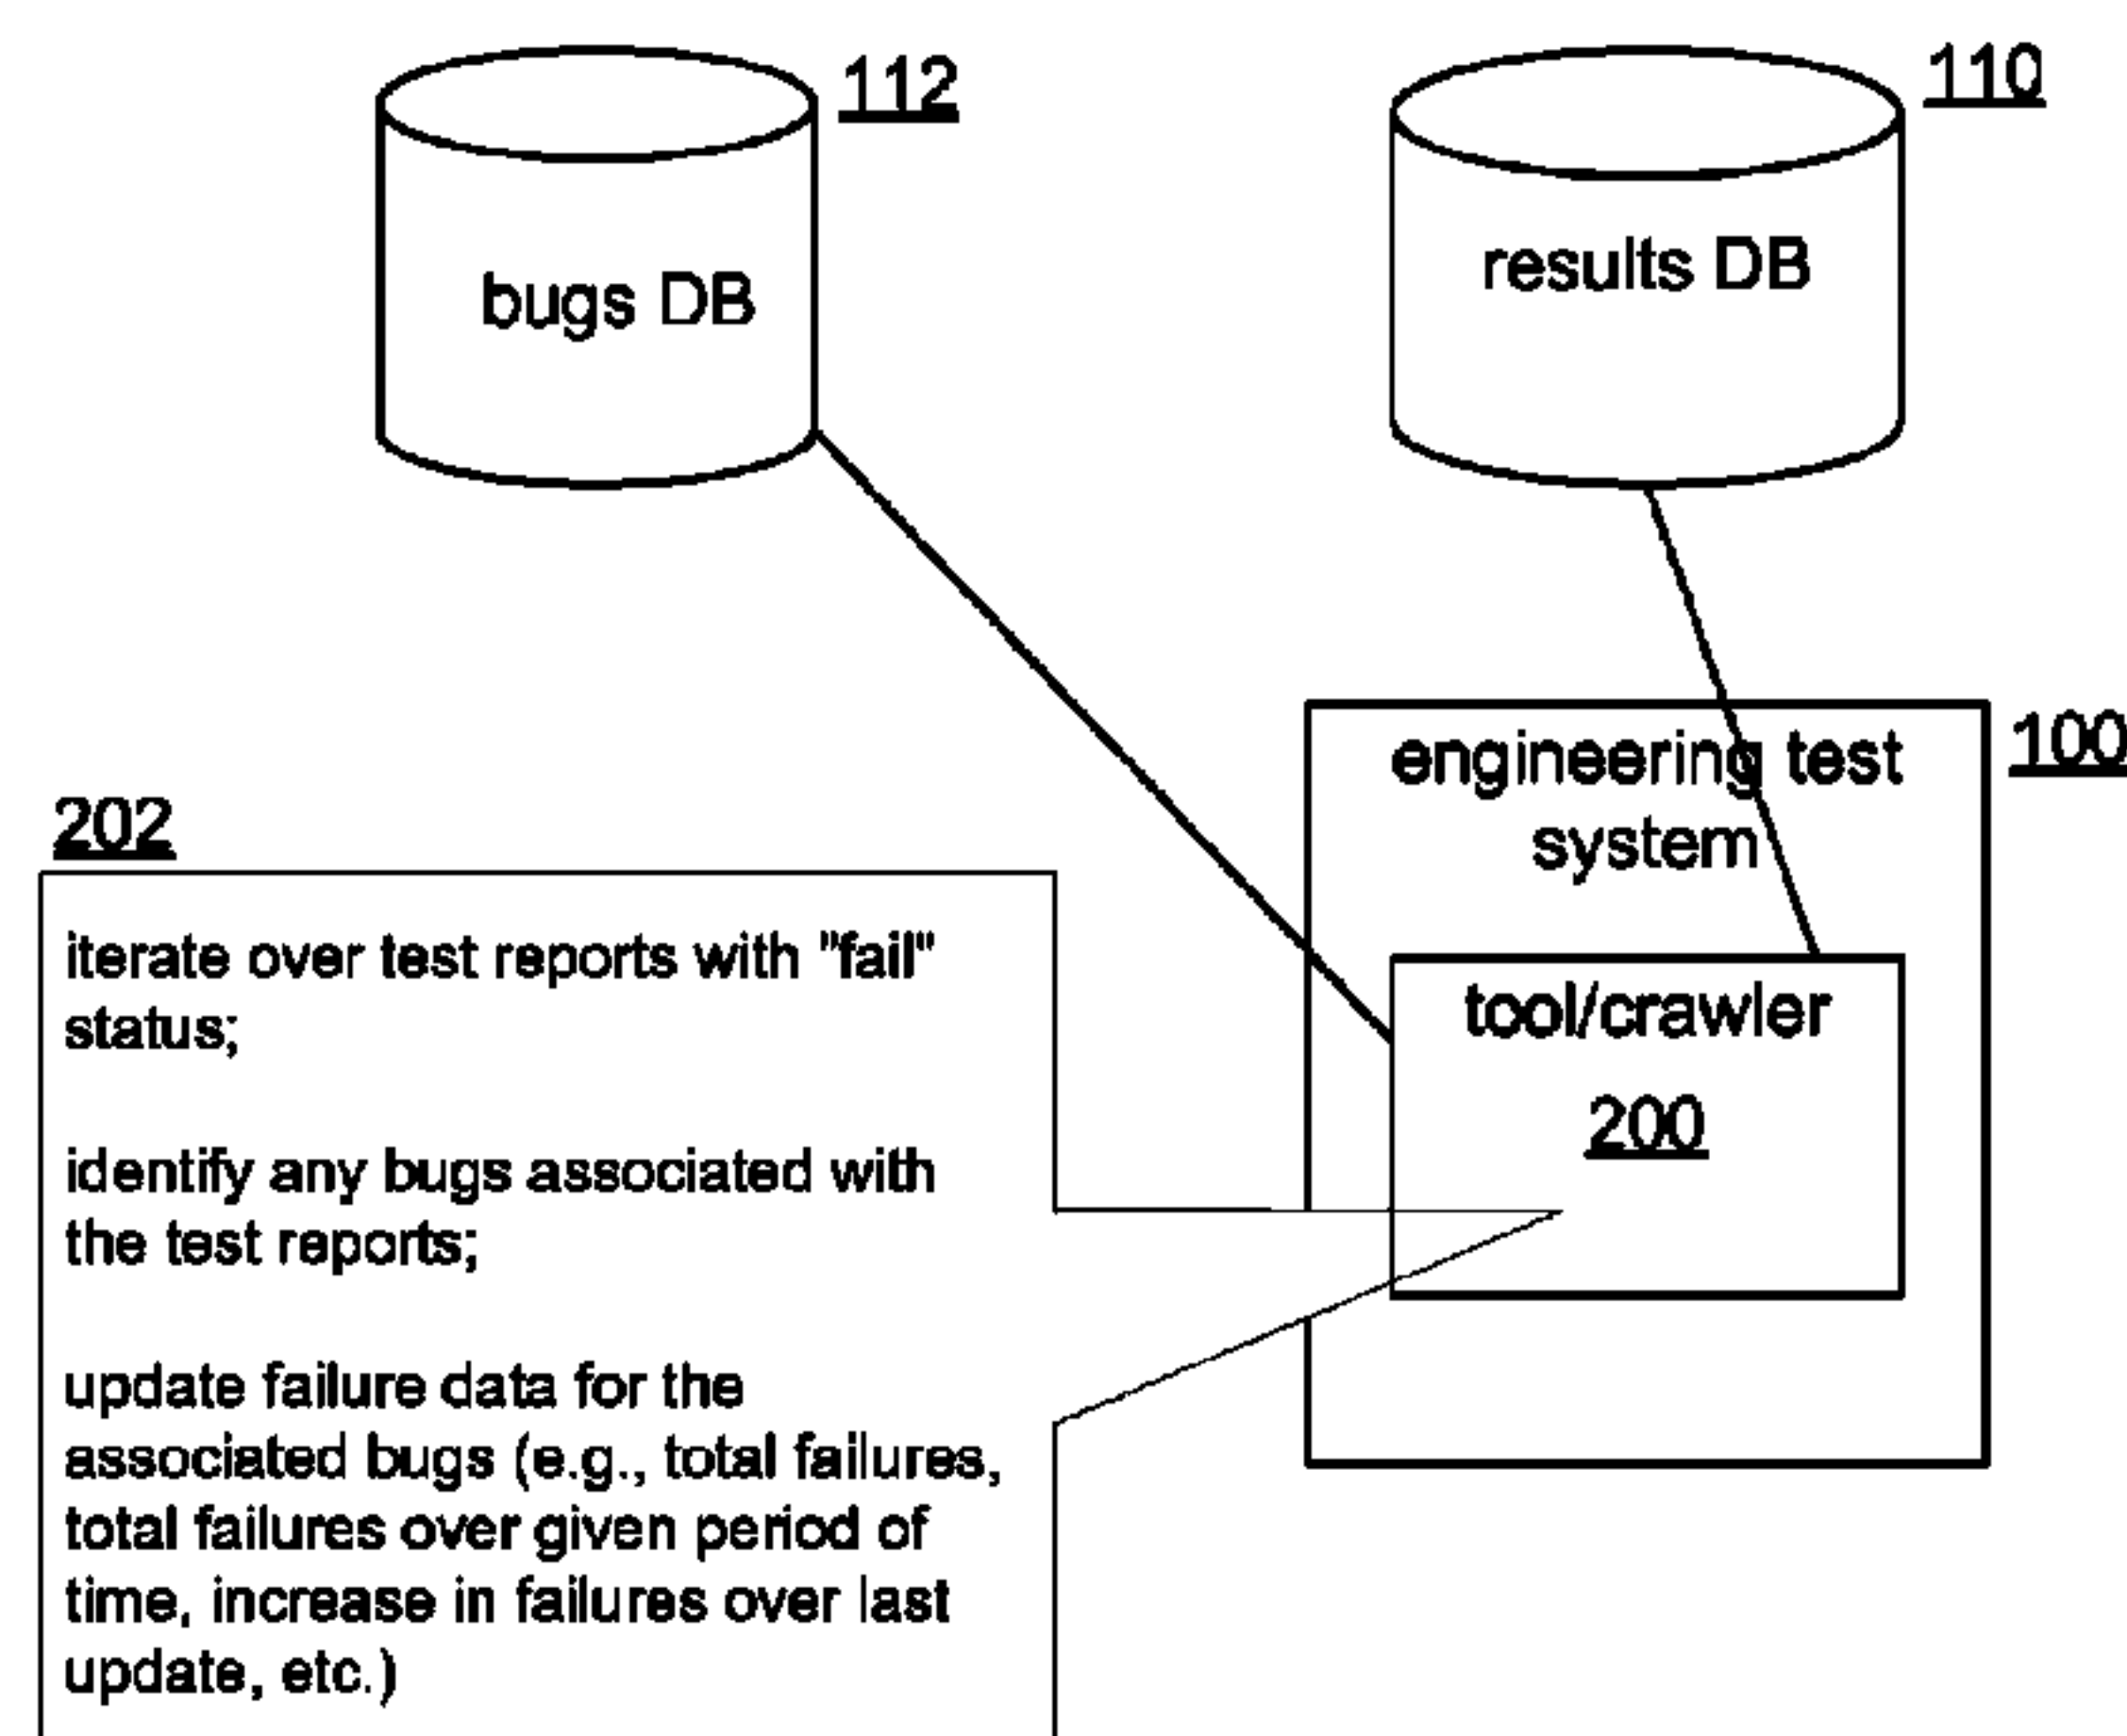 112
110
bugs DB
results DB
100
engineering test
system
202
tool/crawler
200
iterate over test reports with "fail"
status;
identify any bugs associated with
the test reports;
update failure data for the
associated bugs (e.g., total failures,
total failures over given period of
time, increase in failures over last
update, etc.)